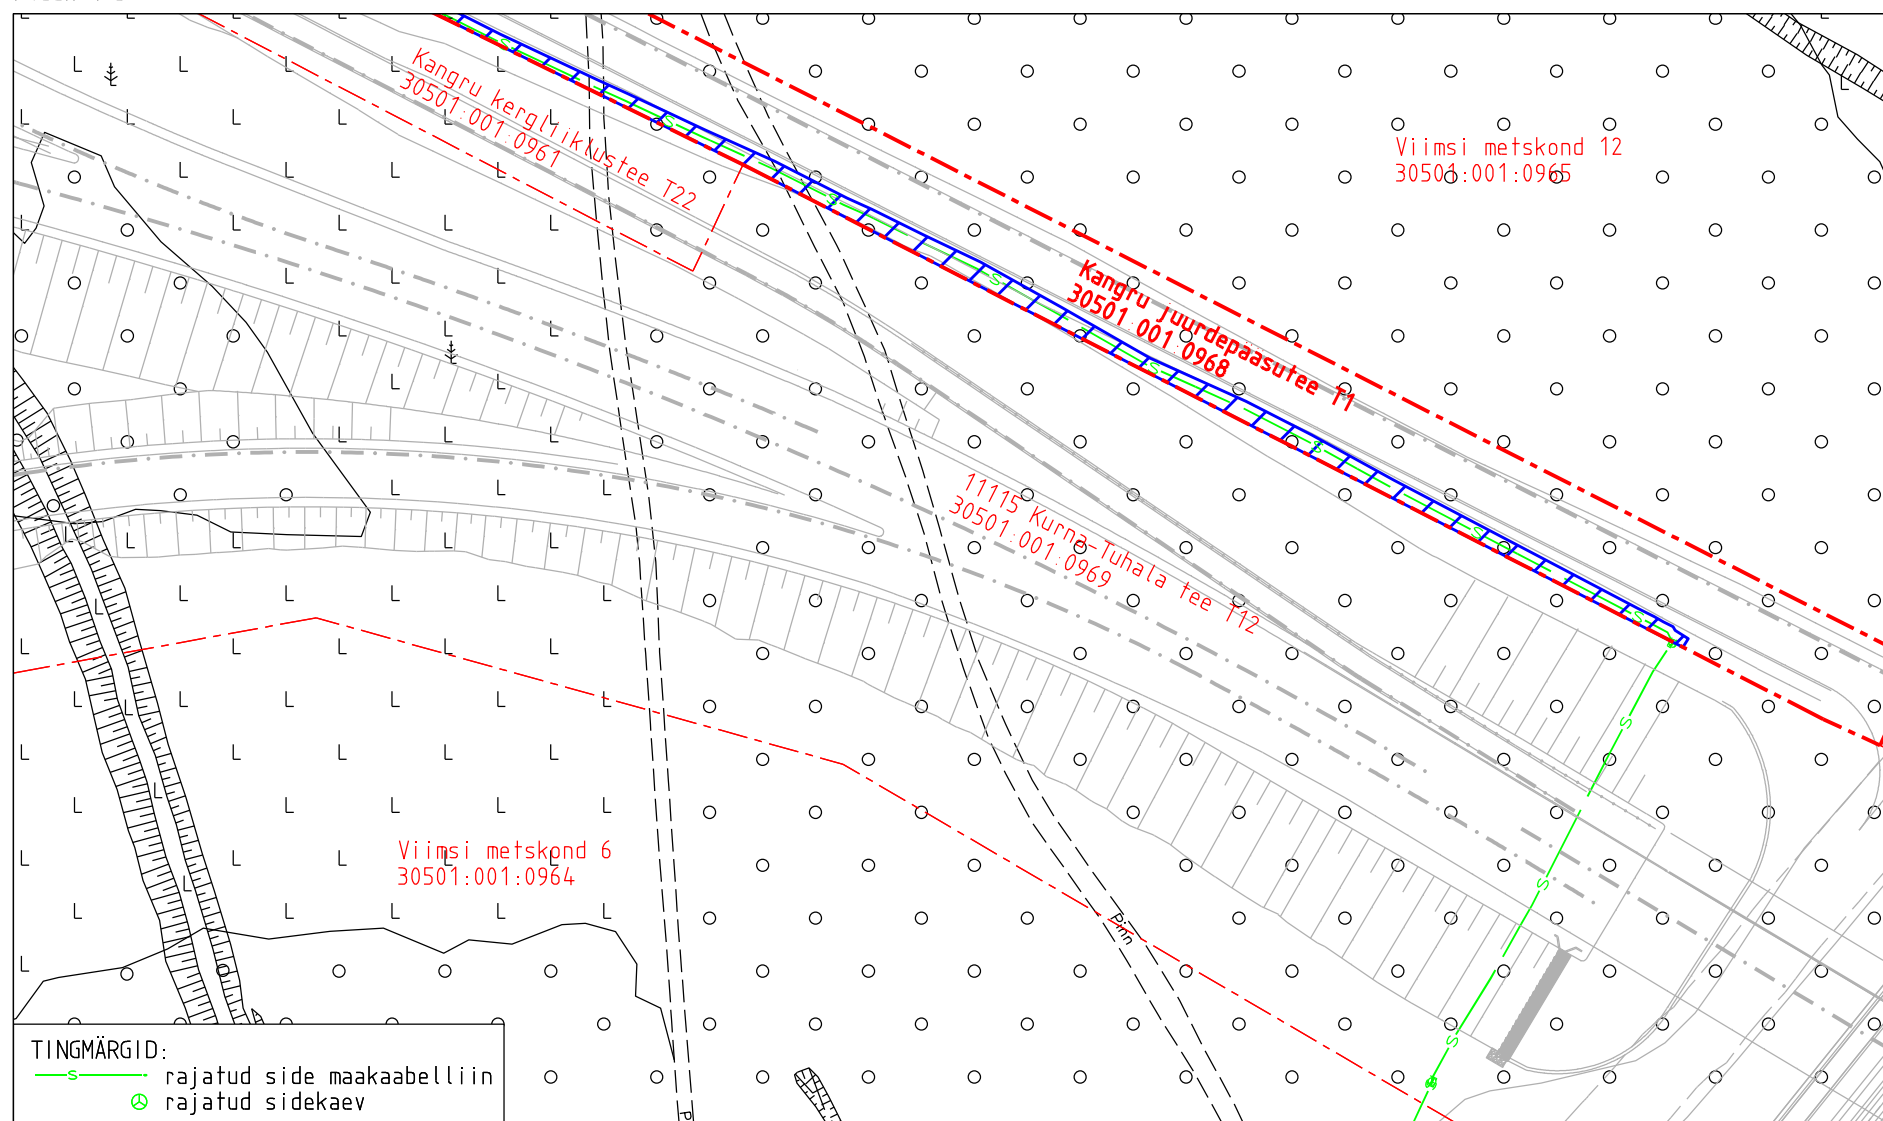 Kangru kergliiklustee T22
30501:001:0961
Viimsi metskond 12
30501:001:0965
Kangru juurdepääsutee T1
30501:001:0968
11115 Kurna-Tuhala tee T12
30501:001:0969
Viimsi metskond 6
30501:001:0964
Pinn
TINGMÄRGID:
S rajatud side maakaabelliin
rajatud sidekaev